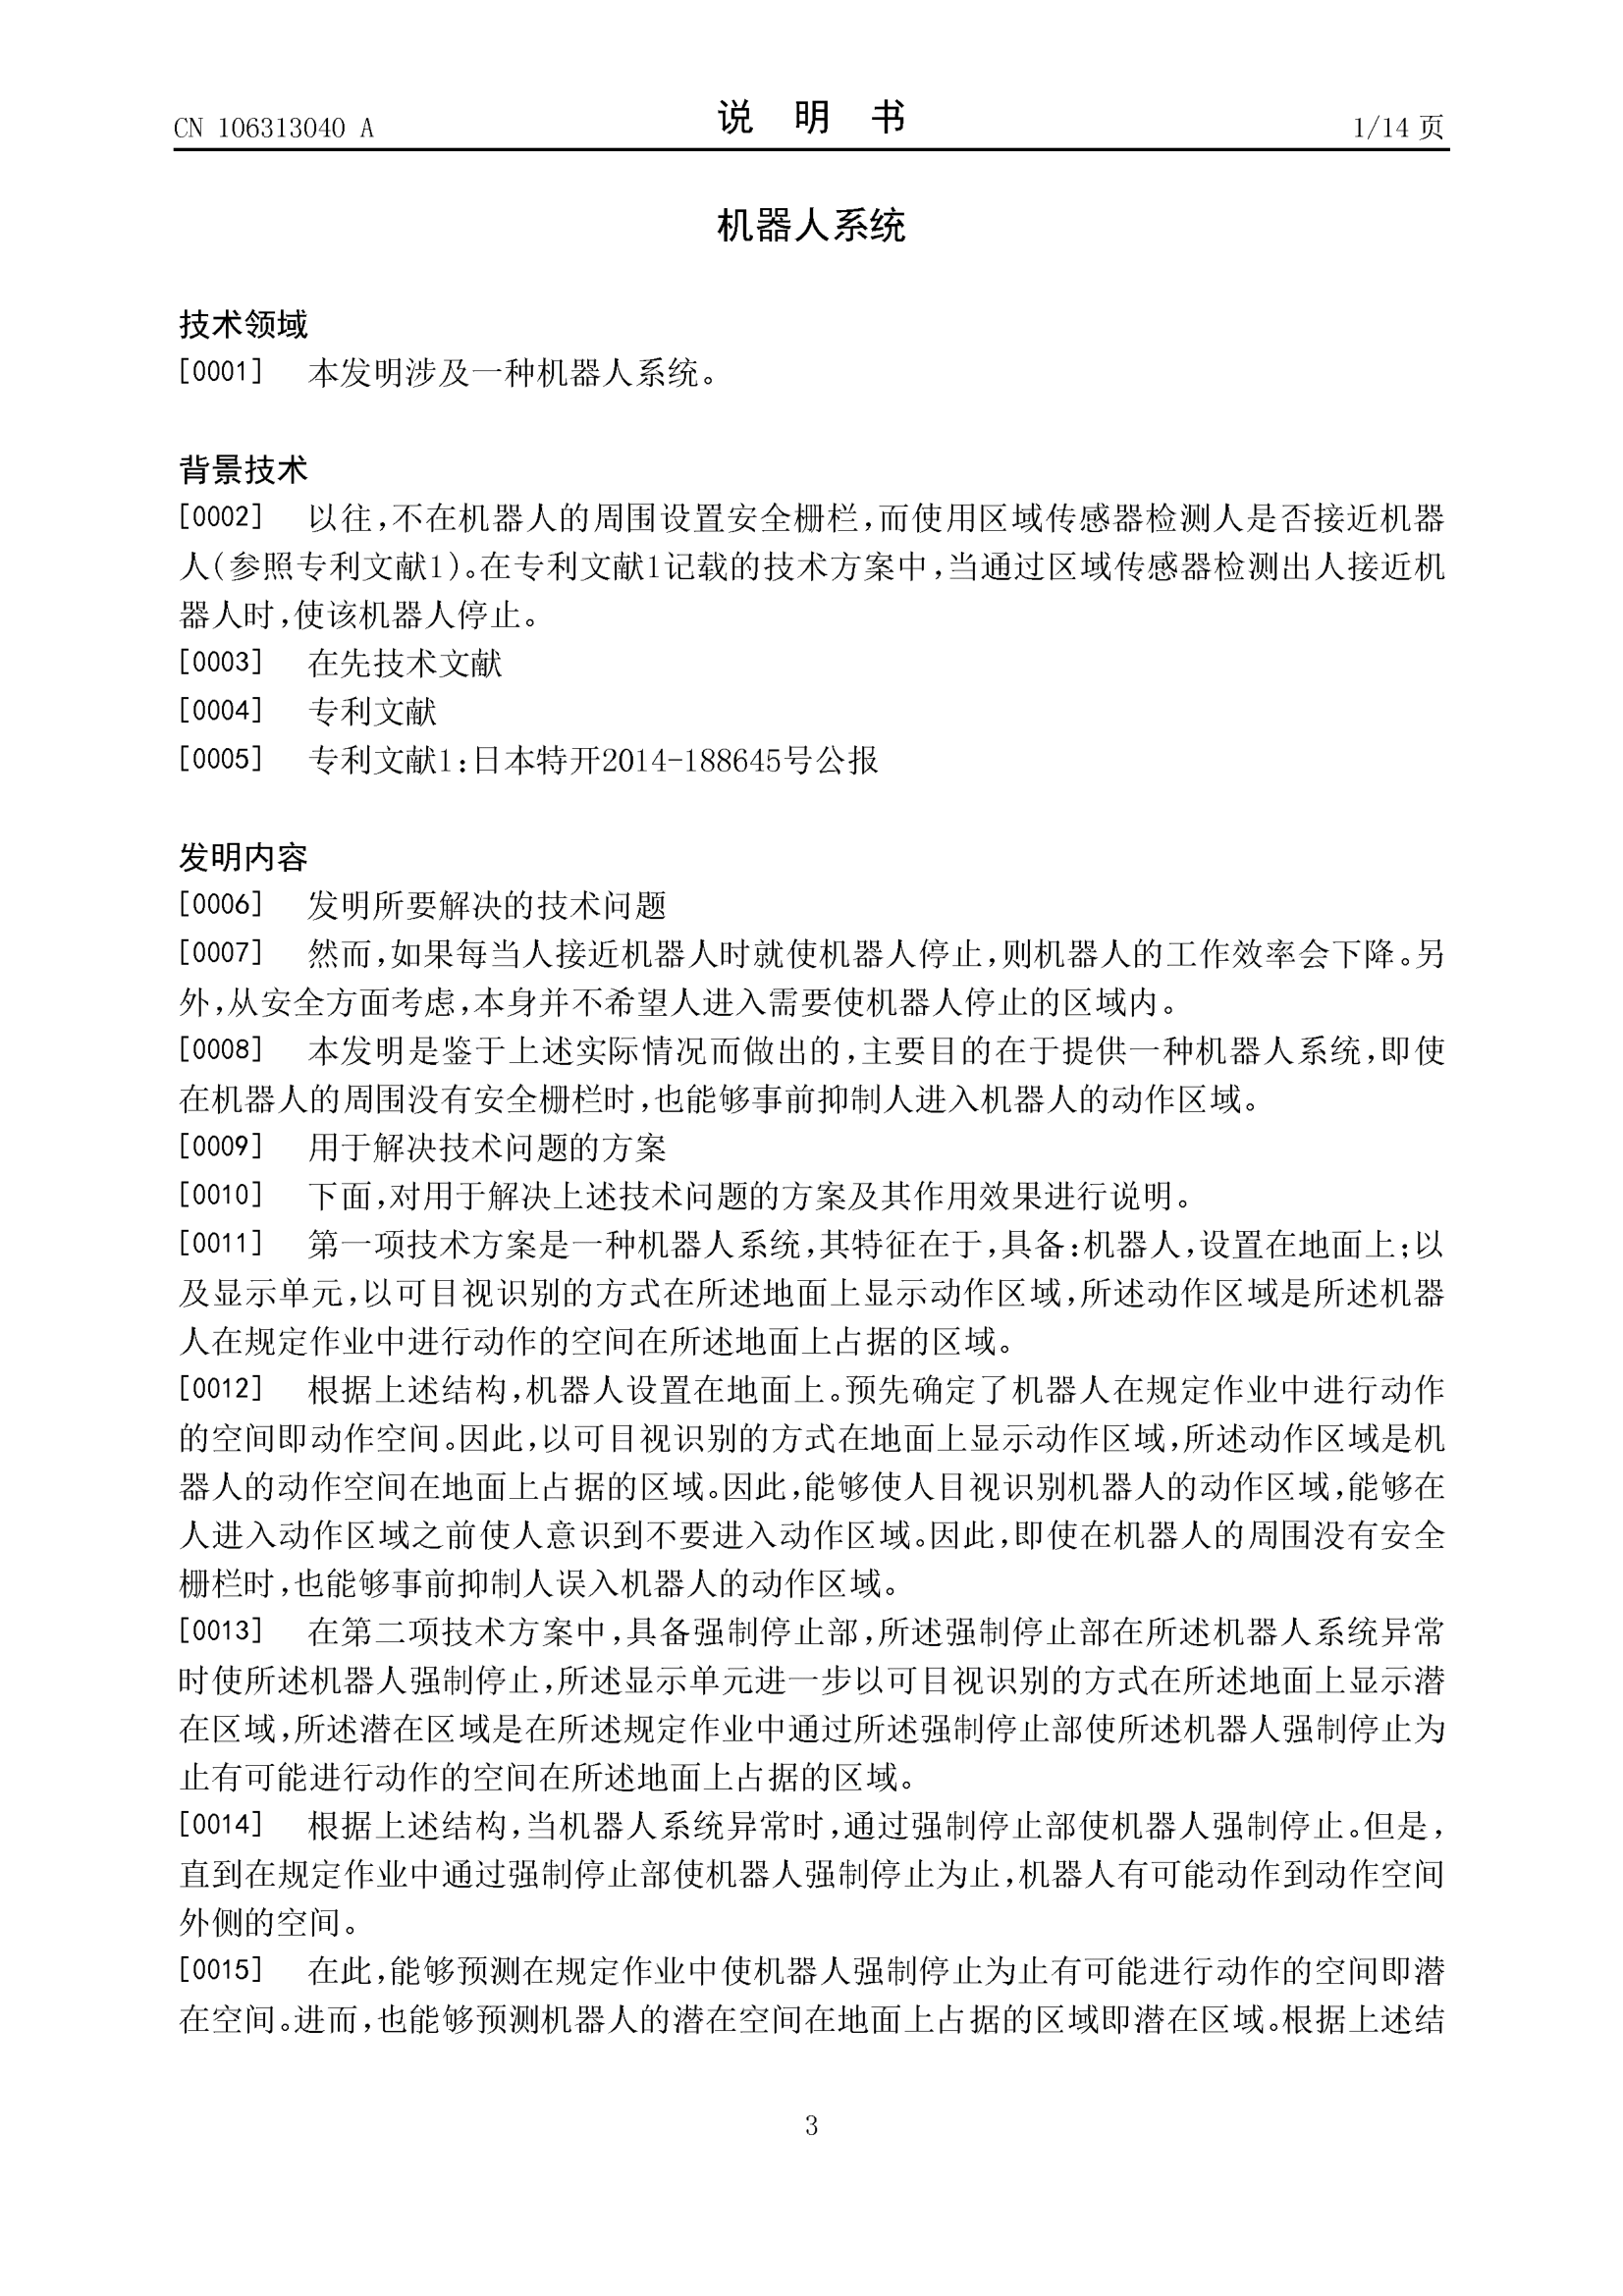 CN 106313040 A
说 明 书
1/14 页
机器人系统
技术领域
[0001] 本发明涉及一种机器人系统。
背景技术
[0002] 以往,不在机器人的周围设置安全栅栏,而使用区域传感器检测人是否接近机器
人(参照专利文献1)。在专利文献1记载的技术方案中,当通过区域传感器检测出人接近机
器人时,使该机器人停止。
[0003] 在先技术文献
[0004] 专利文献
[0005] 专利文献1:日本特开2014-188645号公报
发明内容
[0006] 发明所要解决的技术问题
[0007] 然而,如果每当人接近机器人时就使机器人停止,则机器人的工作效率会下降。另
外,从安全方面考虑,本身并不希望人进入需要使机器人停止的区域内。
[0008] 本发明是鉴于上述实际情况而做出的,主要目的在于提供一种机器人系统,即使
在机器人的周围没有安全栅栏时,也能够事前抑制人进入机器人的动作区域。
[0009] 用于解决技术问题的方案
[0010] 下面,对用于解决上述技术问题的方案及其作用效果进行说明。
[0011] 第一项技术方案是一种机器人系统,其特征在于,具备:机器人,设置在地面上;以
及显示单元,以可目视识别的方式在所述地面上显示动作区域,所述动作区域是所述机器
人在规定作业中进行动作的空间在所述地面上占据的区域。
[0012] 根据上述结构,机器人设置在地面上。预先确定了机器人在规定作业中进行动作
的空间即动作空间。因此,以可目视识别的方式在地面上显示动作区域,所述动作区域是机
器人的动作空间在地面上占据的区域。因此,能够使人目视识别机器人的动作区域,能够在
人进入动作区域之前使人意识到不要进入动作区域。因此,即使在机器人的周围没有安全
栅栏时,也能够事前抑制人误入机器人的动作区域。
[0013] 在第二项技术方案中,具备强制停止部,所述强制停止部在所述机器人系统异常
时使所述机器人强制停止,所述显示单元进一步以可目视识别的方式在所述地面上显示潜
在区域,所述潜在区域是在所述规定作业中通过所述强制停止部使所述机器人强制停止为
止有可能进行动作的空间在所述地面上占据的区域。
[0014] 根据上述结构,当机器人系统异常时,通过强制停止部使机器人强制停止。但是,
直到在规定作业中通过强制停止部使机器人强制停止为止,机器人有可能动作到动作空间
外侧的空间。
[0015] 在此,能够预测在规定作业中使机器人强制停止为止有可能进行动作的空间即潜
在空间。进而,也能够预测机器人的潜在空间在地面上占据的区域即潜在区域。根据上述结
3